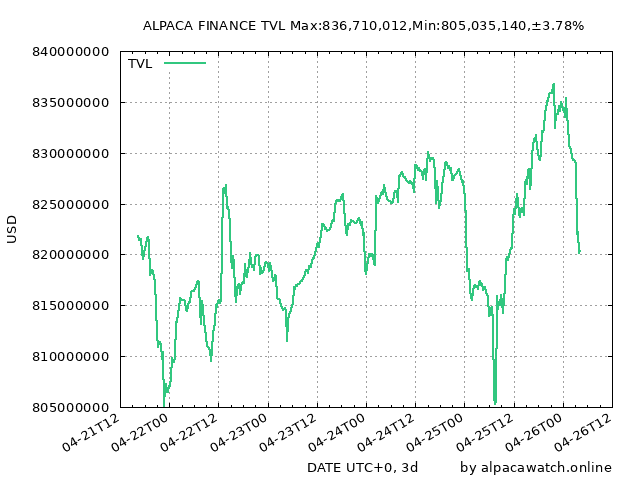 ALPACA FINANCE TVL Max:836,710,012,Min:805,035,140,±3.78%
TVL
840000000
835000000
830000000
825000000
820000000
815000000
810000000
805000000
USD
04-21T12
04-22T00
04-22T12
04-23T00
04-23T12
04-24T00
04-24T12
04-25T00
04-25T12
04-26T00
04-26T12
DATE UTC+0, 3d
by alpacawatch.online